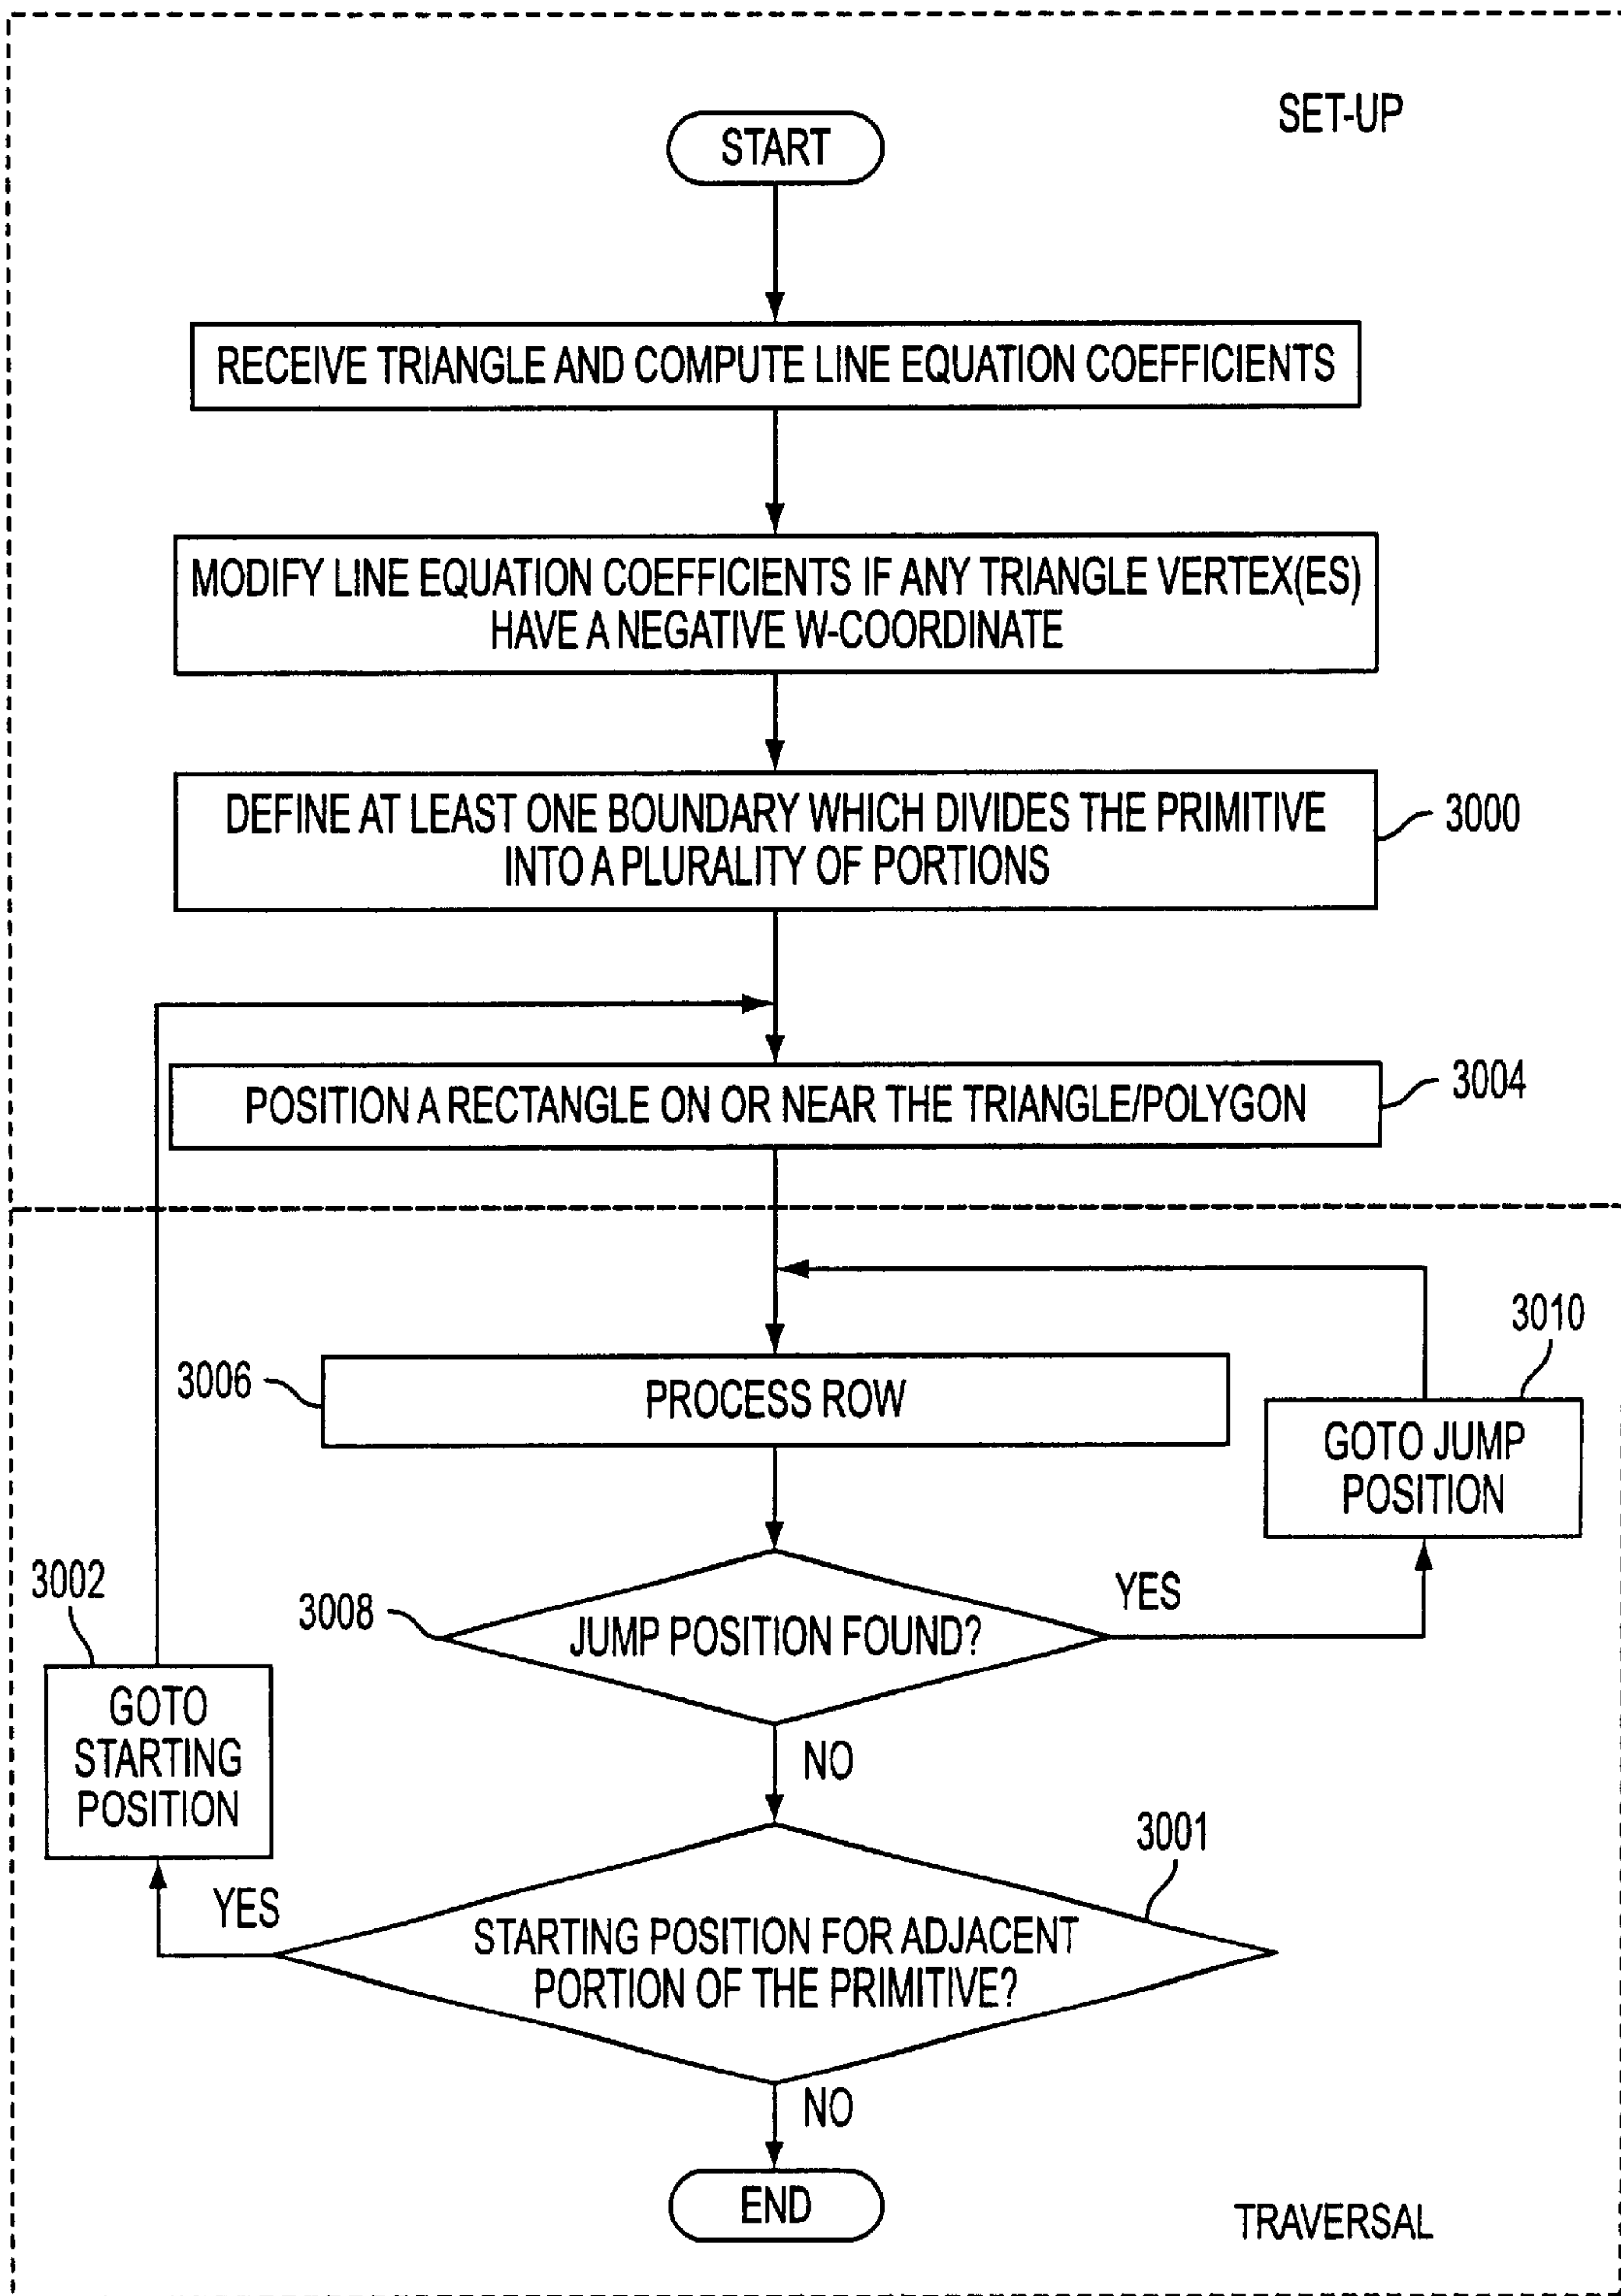 SET-UP
START
RECEIVE TRIANGLE AND COMPUTE LINE EQUATION COEFFICIENTS
MODIFY LINE EQUATION COEFFICIENTS IF ANY TRIANGLE VERTEX(ES)
HAVE A NEGATIVE W-COORDINATE
DEFINE AT LEAST ONE BOUNDARY WHICH DIVIDES THE PRIMITIVE
INTO A PLURALITY OF PORTIONS
3000
POSITION A RECTANGLE ON OR NEAR THE TRIANGLE/POLYGON
3004
3010
3006
PROCESS ROW
GOTO JUMP
POSITION
3002
3008
JUMP POSITION FOUND?
YES
GOTO
STARTING
POSITION
NO
3001
YES
STARTING POSITION FOR ADJACENT
PORTION OF THE PRIMITIVE?
NO
END
TRAVERSAL